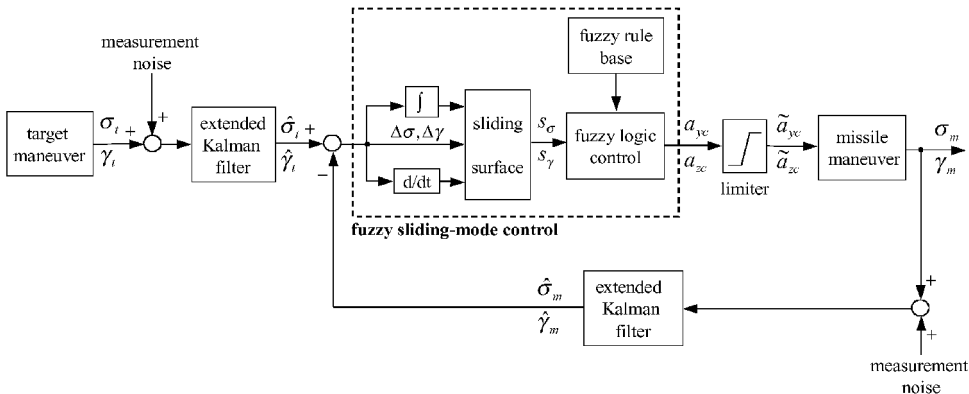 measurement
noise
fuzzy rule
base
target
maneuver
σt +
γt
+
extended
Kalman
filter
σ̂t +
γ̂t
−
∫
Δσ, Δγ
d/dt
sliding
surface
sσ
sγ
fuzzy logic
control
ayc
azc
limiter
ãyc
ãzc
missile
maneuver
σm
γm
fuzzy sliding-mode control
σ̂m
γ̂m
extended
Kalman
filter
+
+
measurement
noise